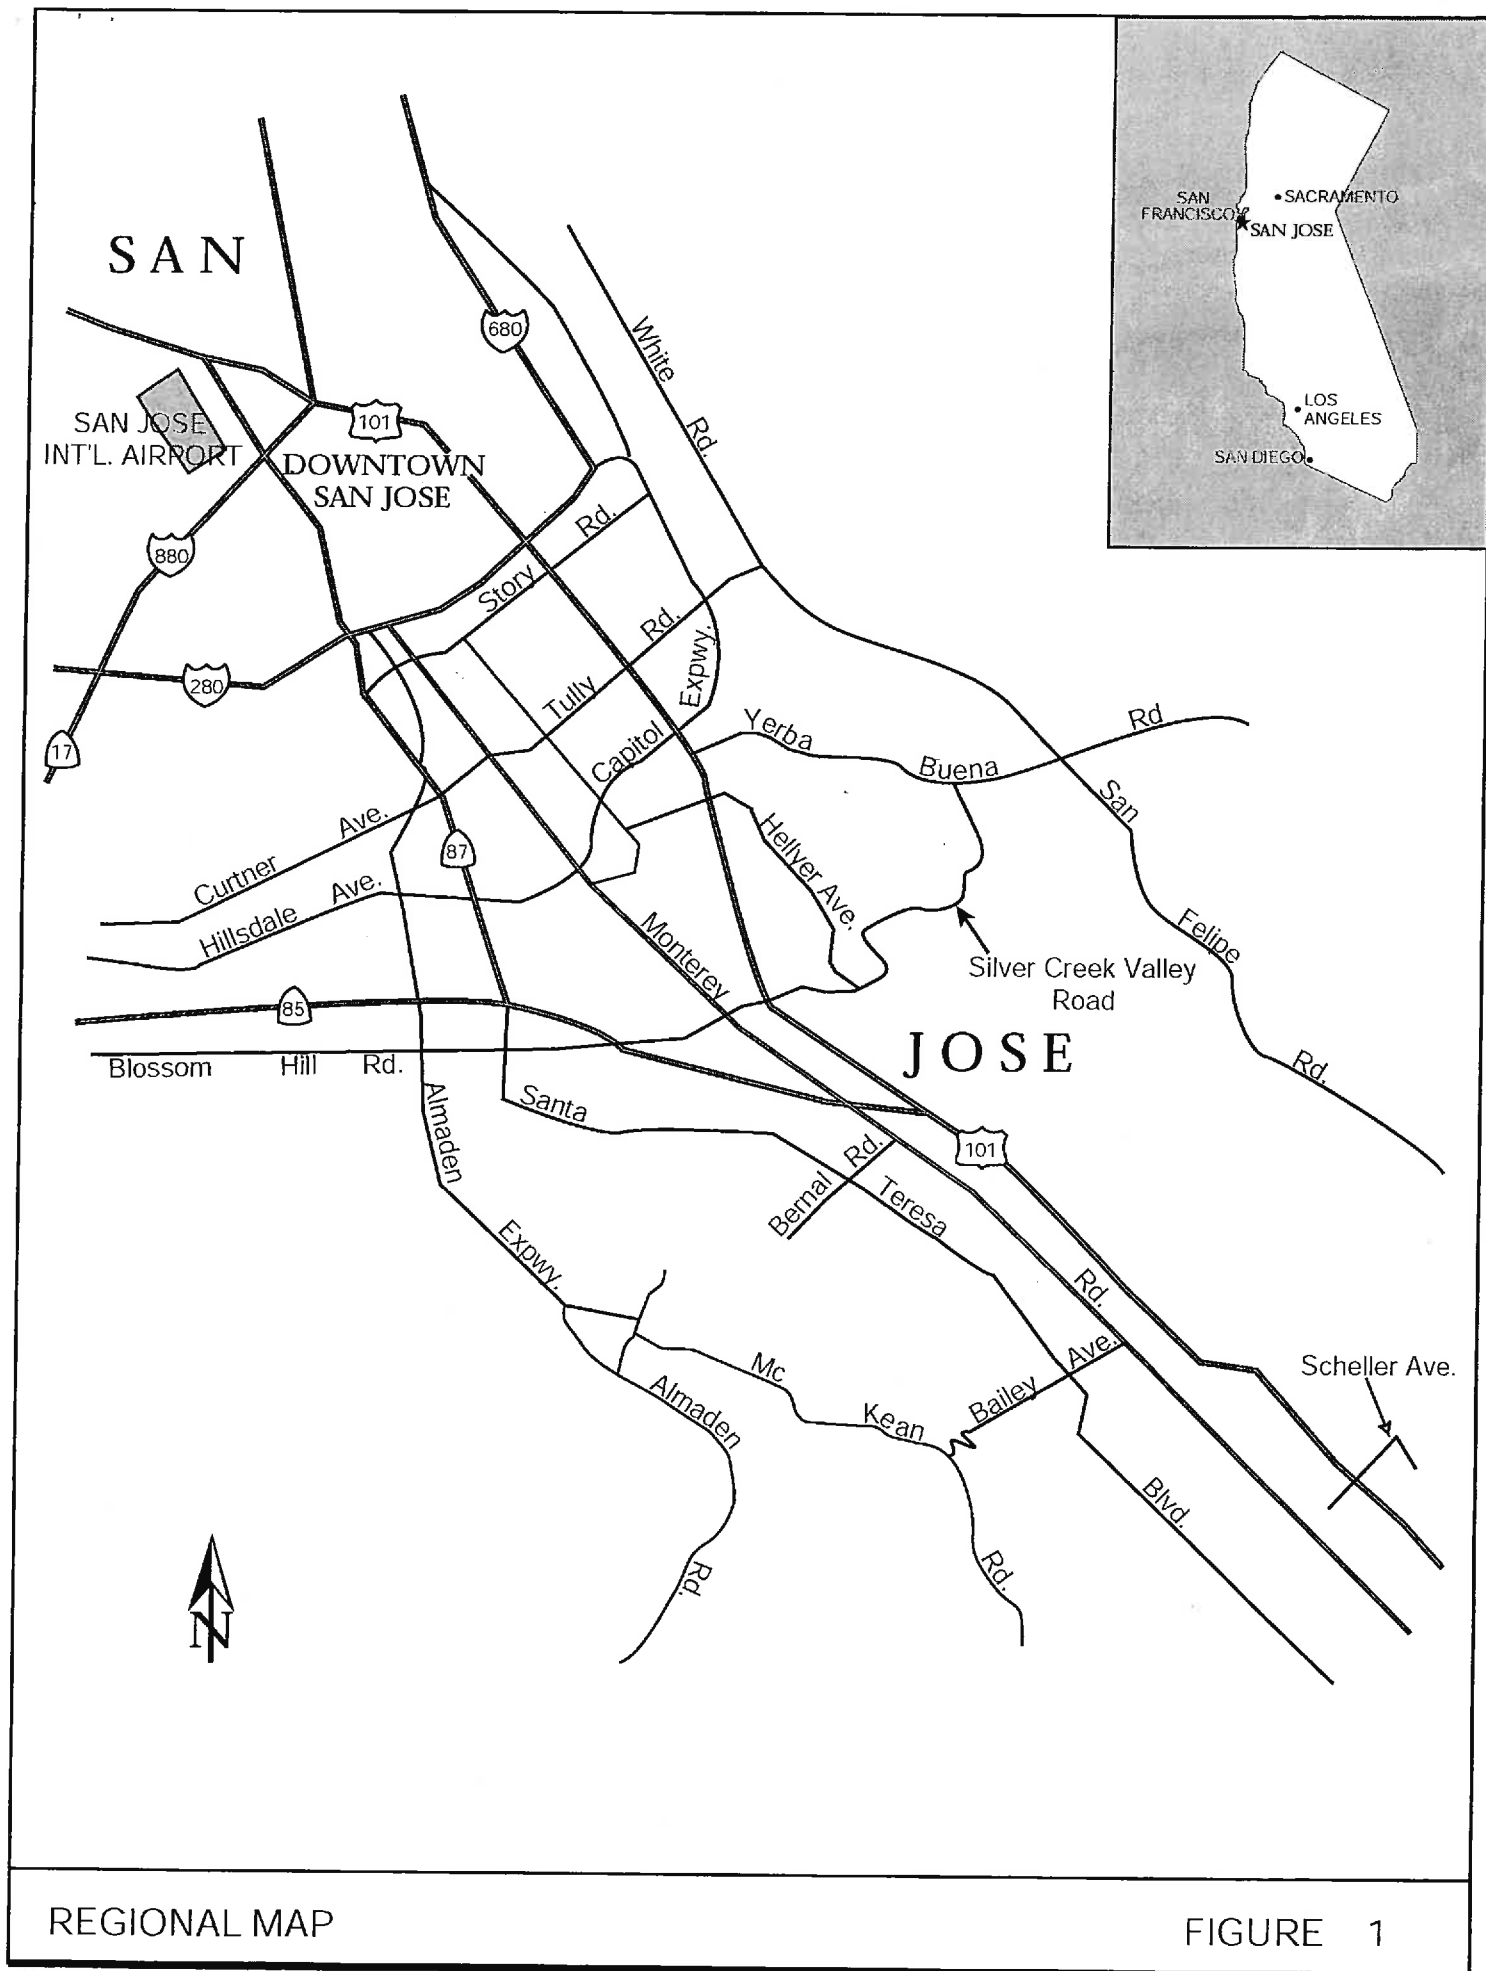 SAN
FRANCISCO
SACRAMENTO
SAN JOSE
LOS
ANGELES
SAN DIEGO
SAN
680
White
Rd.
SAN JOSE
INT'L. AIRPORT
101
DOWNTOWN
SAN JOSE
880
Story
Rd.
280
17
Tully
Rd.
Capitol
Expwy.
Yerba
Buena
Rd
San
Felipe
Rd.
Curtner
Ave.
87
Hillsdale
Ave.
Hellyer Ave.
Silver Creek Valley
Road
Monterey
Rd.
85
JOSE
Blossom Hill Rd.
Almaden
Expwy.
Santa
Teresa
Blvd.
101
Bernal
Rd.
Mc
Kean
Rd.
Bailey
Ave.
Scheller Ave.
Almaden
Rd.
N
REGIONAL MAP
FIGURE 1